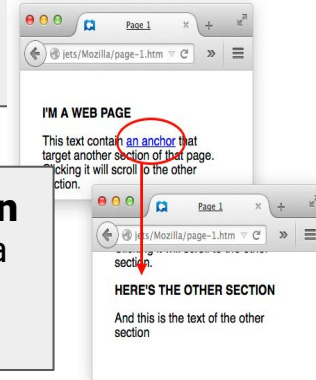 Page 1
jets/Mozilla/page-1.htm
I'M A WEB PAGE
This text contain an anchor that
target another section of that page.
Clicking it will scroll to the other
section.
n
a
Page 1
jets/Mozilla/page-1.htm
section.
HERE'S THE OTHER SECTION
And this is the text of the other
section